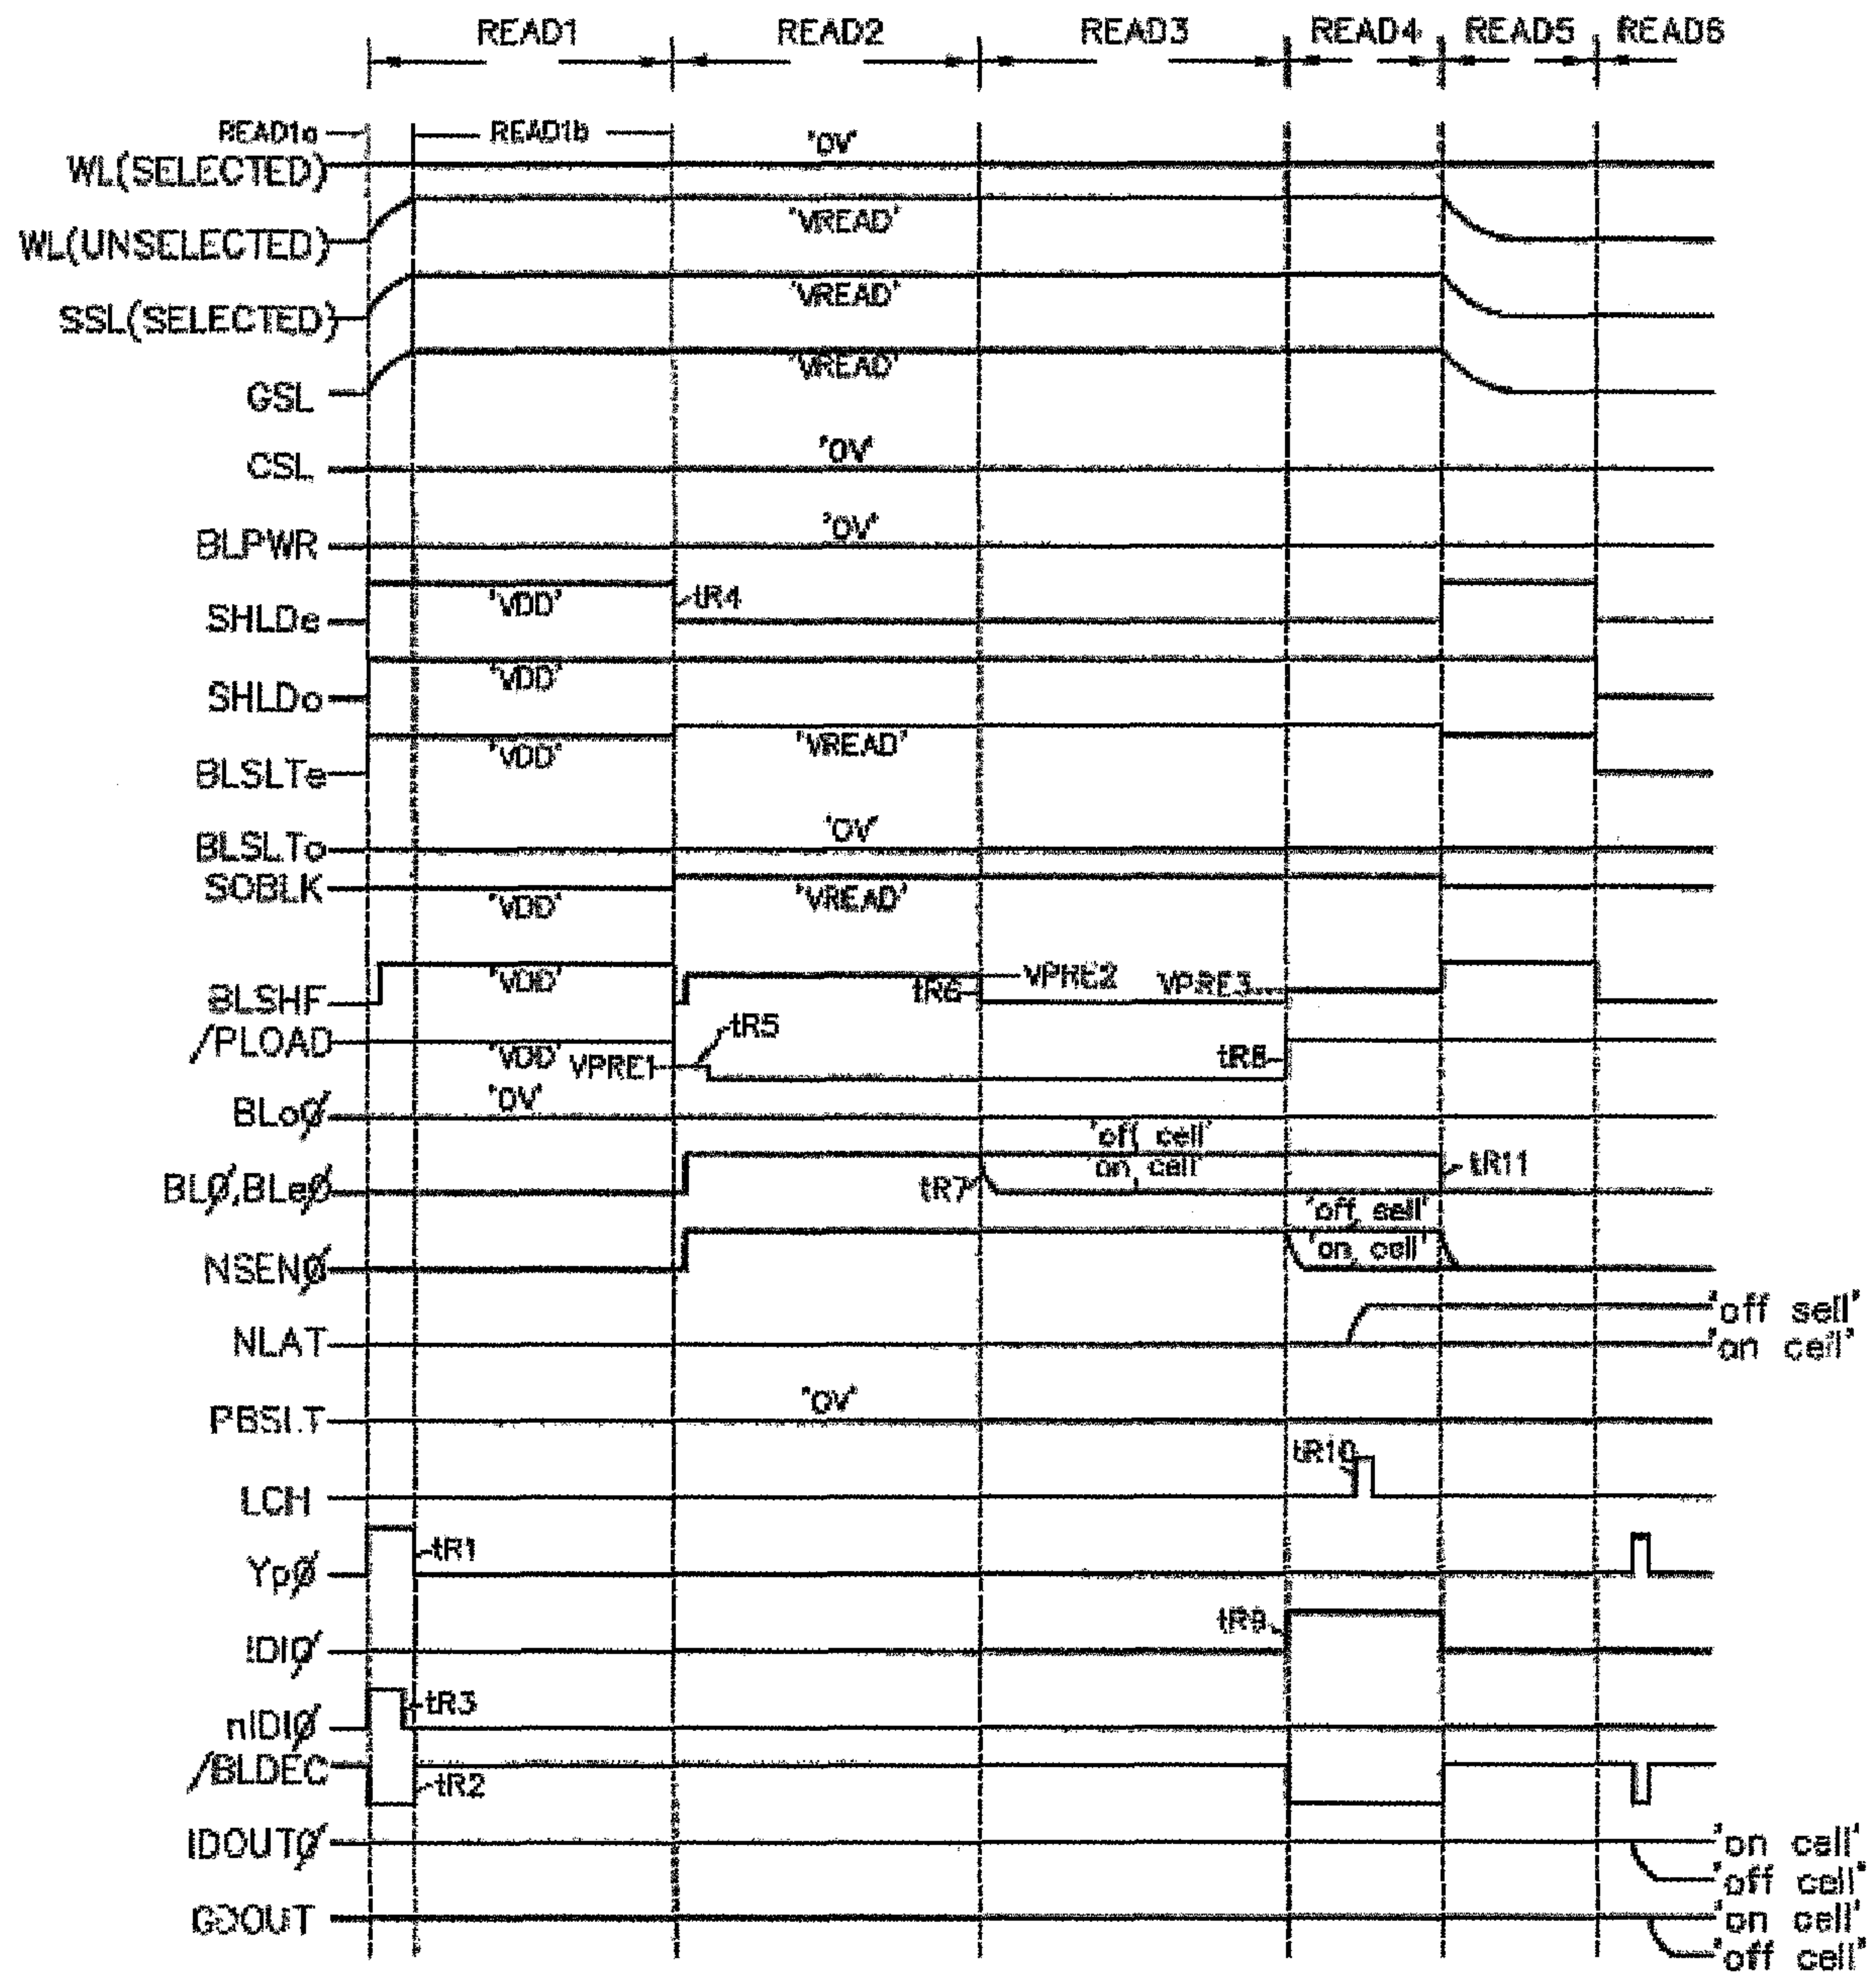 READ1 READ2 READ3 READ4 READ5 READ6
READ1a READ1b
WL(SELECTED) '0V'
WL(UNSELECTED) 'VREAD'
SSL(SELECTED) 'VREAD'
GSL 'VREAD'
CSL '0V'
BLPWR '0V'
SHLDe 'VDD' tR4
SHLDo 'VDD'
BLSLTe 'VDD' 'VREAD'
BLSLTo '0V'
SOBLK 'VDD' 'VREAD'
BLSHF 'VDD' tR6 VPRE2 VPRE3
/PLOAD 'VDD' VPRE1 tR5 tR8
BLoØ '0V'
'off cell'
BLØ,BLeØ 'on cell' tR7 tR11
'off sell'
NSENØ 'on cell'
'off sell'
NLAT 'on cell'
PBSLT '0V'
LCH tR10
YpØ tR1
IDIØ tR9
nIDIØ tR3
/BLDEC tR2
IDOUTØ 'on cell'
'off cell'
GDOUT 'on cell'
'off cell'